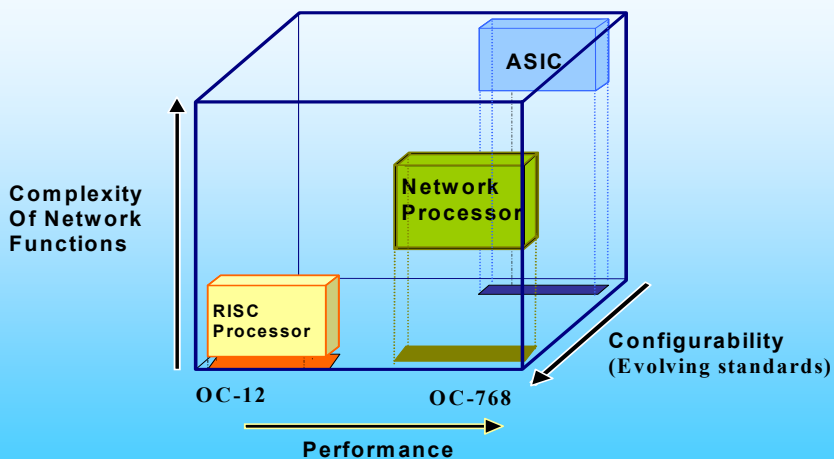 ASIC
Network
Processor
Complexity
Of Network
Functions
RISC
Processor
Configurability
(Evolving standards)
OC-12
OC-768
Performance